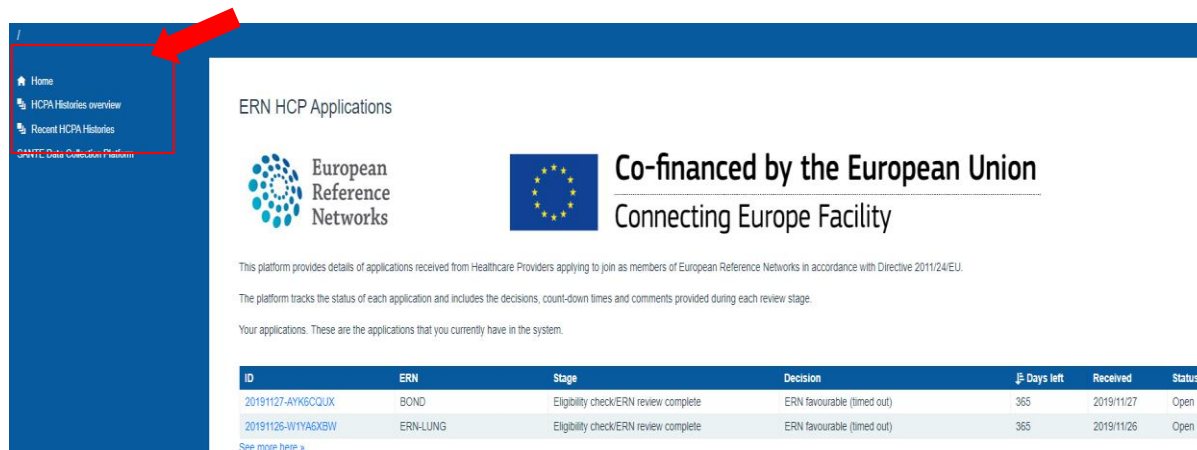 /
Home
HCPA Histories overview
Recent HCPA Histories
SANTE Data Collection Platform
ERN HCP Applications
European
Reference
Networks
Co-financed by the European Union
Connecting Europe Facility
This platform provides details of applications received from Healthcare Providers applying to join as members of European Reference Networks in accordance with Directive 2011/24/EU.
The platform tracks the status of each application and includes the decisions, count-down times and comments provided during each review stage.
Your applications. These are the applications that you currently have in the system.
ID ERN Stage Decision Days left Received Status
20191127-AYK6CQUX BOND Eligibility check/ERN review complete ERN favourable (timed out) 365 2019/11/27 Open
20191126-W1YA6XBW ERN-LUNG Eligibility check/ERN review complete ERN favourable (timed out) 365 2019/11/26 Open
See more here »